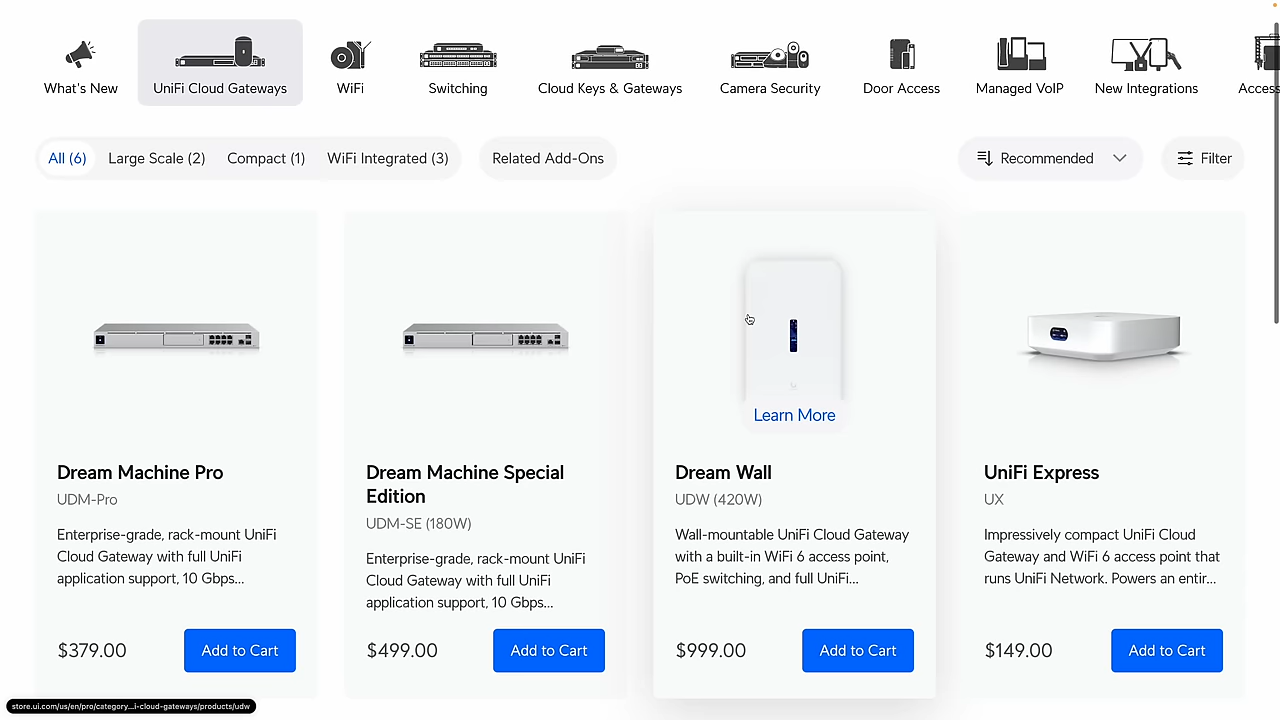 What's New
UniFi Cloud Gateways
WiFi
Switching
Cloud Keys & Gateways
Camera Security
Door Access
Managed VoIP
New Integrations
Access
All (6)
Large Scale (2)
Compact (1)
WiFi Integrated (3)
Related Add-Ons
Recommended
Filter
Learn More
Dream Machine Pro
UDM-Pro
Enterprise-grade, rack-mount UniFi
Cloud Gateway with full UniFi
application support, 10 Gbps...
$379.00
Add to Cart
Dream Machine Special
Edition
UDM-SE (180W)
Enterprise-grade, rack-mount UniFi
Cloud Gateway with full UniFi
application support, 10 Gbps...
$499.00
Add to Cart
Dream Wall
UDW (420W)
Wall-mountable UniFi Cloud Gateway
with a built-in WiFi 6 access point,
PoE switching, and full UniFi...
$999.00
Add to Cart
UniFi Express
UX
Impressively compact UniFi Cloud
Gateway and WiFi 6 access point that
runs UniFi Network. Powers an entir...
$149.00
Add to Cart
store.ui.com/us/en/pro/category...i-cloud-gateways/products/udw